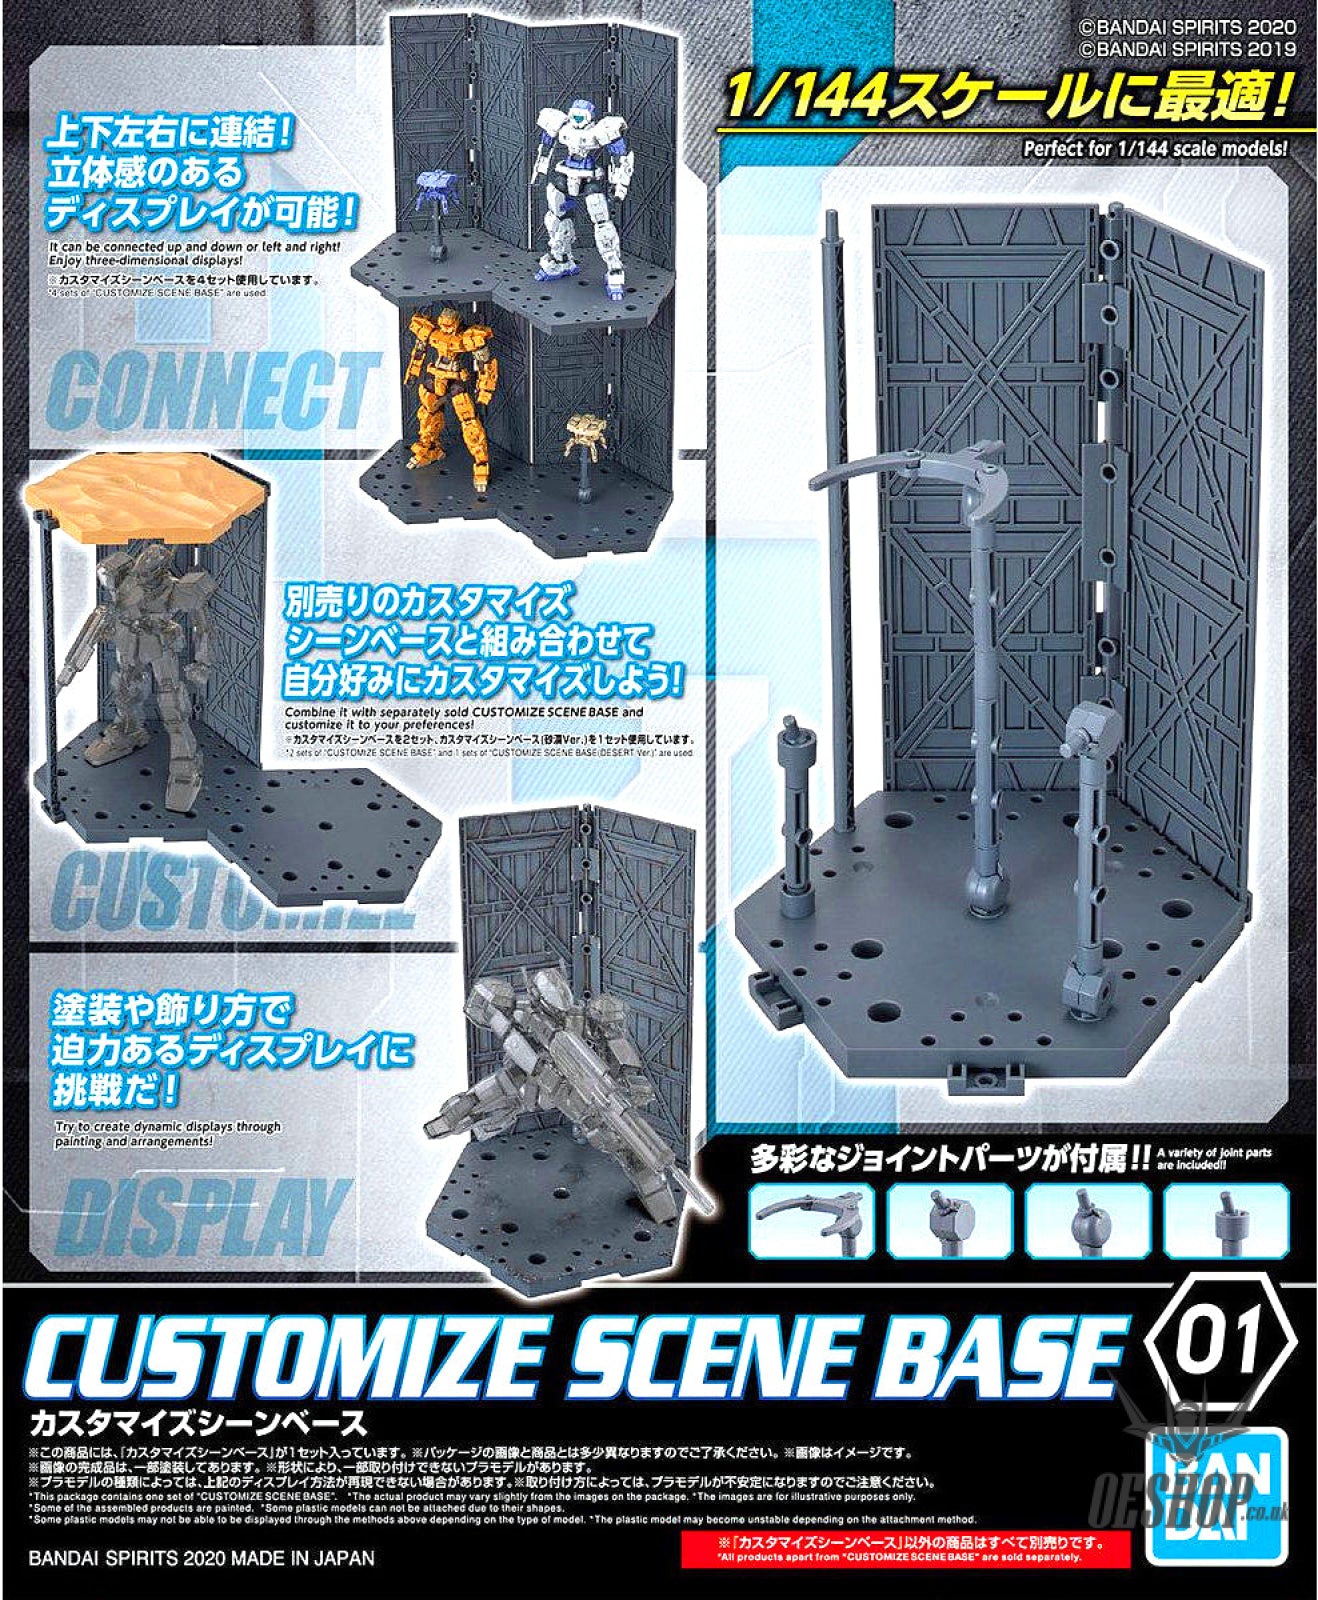 ©BANDAI SPIRITS 2020
©BANDAI SPIRITS 2019
1/144スケールに最適!
Perfect for 1/144 scale models!
上下左右に連結!
立体感のある
ディスプレイが可能!
It can be connected up and down or left and right!
Enjoy three-dimensional displays!
※カスタマイズシーンベースを4セット使用しています。
*4 sets of "CUSTOMIZE SCENE BASE" are used.
CONNECT
別売りのカスタマイズ
シーンベースと組み合わせて
自分好みにカスタマイズしよう!
Combine it with separately sold CUSTOMIZE SCENE BASE and
customize it to your preferences!
※カスタマイズシーンベースを2セット、カスタマイズシーンベース(砂漠Ver.)を1セット使用しています。
*2 sets of "CUSTOMIZE SCENE BASE" and 1 sets of "CUSTOMIZE SCENE BASE(DESERT Ver.)" are used.
CUSTOMIZE
塗装や飾り方で
迫力あるディスプレイに
挑戦だ!
Try to create dynamic displays through
painting and arrangements!
DISPLAY
多彩なジョイントパーツが付属!!
A variety of joint parts
are included!!
CUSTOMIZE SCENE BASE
01
カスタマイズシーンベース
※この商品には、「カスタマイズシーンベース」が1セット入っています。※パッケージの画像と商品とは多少異なりますのでご了承ください。※画像はイメージです。
※画像の完成品は、一部塗装してあります。※形状により、一部取り付けできないプラモデルがあります。
※プラモデルの種類によっては、上記のディスプレイ方法が再現できない場合があります。※取り付け方によっては、プラモデルが不安定になりますのでご注意ください。
*This package contains one set of "CUSTOMIZE SCENE BASE". *The actual product may vary slightly from the images on the package. *The images are for illustrative purposes only.
*Some of the assembled products are painted. *Some plastic models can not be attached due to their shapes.
*Some plastic models may not be able to be displayed through the methods above depending on the type of model. *The plastic model may become unstable depending on the attachment method.
BANDAI SPIRITS 2020 MADE IN JAPAN
※「カスタマイズシーンベース」以外の商品はすべて別売りです。
*All products apart from "CUSTOMIZE SCENE BASE" are sold separately.
BAN
DAI
OESHOP.co.uk